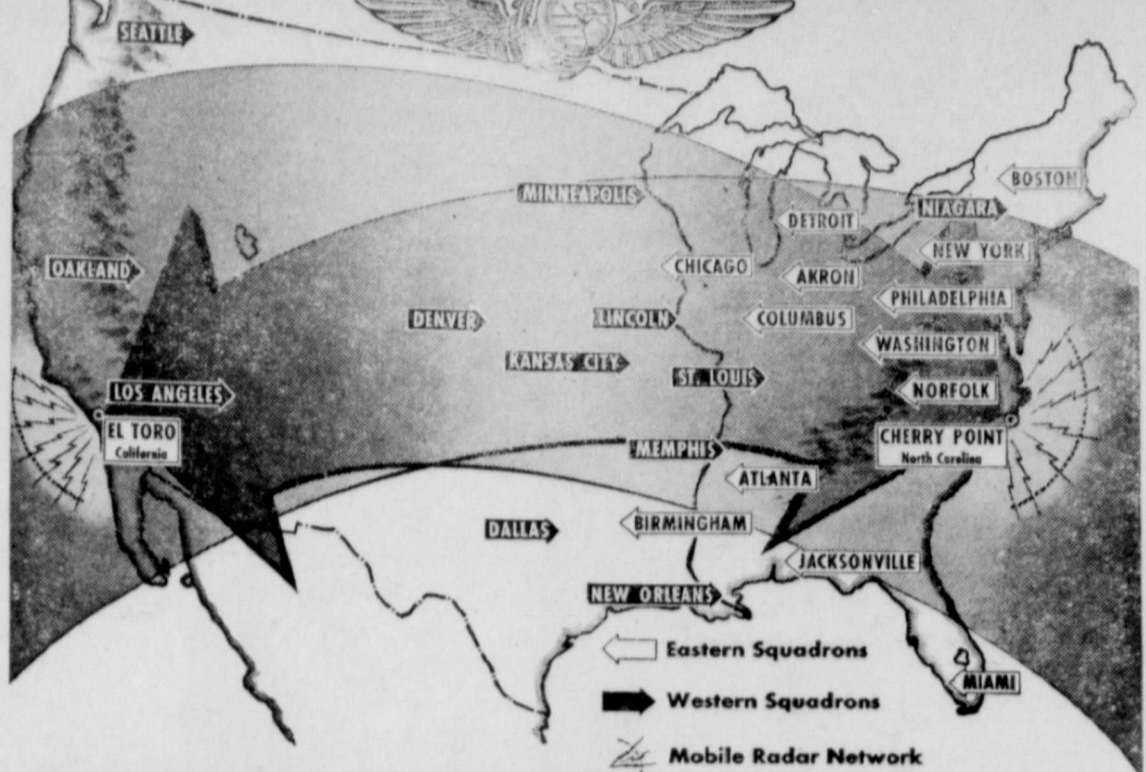 SEATTLE
MINNEAPOLIS
BOSTON
NIAGARA
DETROIT
NEW YORK
OAKLAND
CHICAGO
AKRON
PHILADELPHIA
DENVER
LINCOLN
COLUMBUS
WASHINGTON
KANSAS CITY
ST. LOUIS
LOS ANGELES
NORFOLK
EL TORO
California
CHERRY POINT
North Carolina
MEMPHIS
ATLANTA
DALLAS
BIRMINGHAM
JACKSONVILLE
NEW ORLEANS
Eastern Squadrons
MIAMI
Western Squadrons
Mobile Radar Network